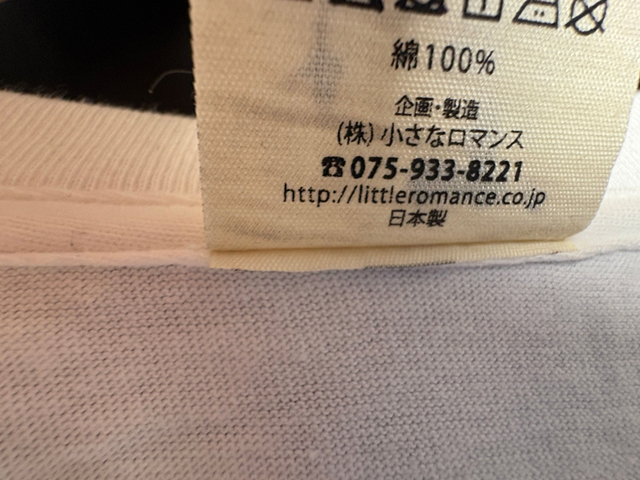 綿100%
企画・製造
(株)小さなロマンス
☎075-933-8221
http://littleromance.co.jp
日本製